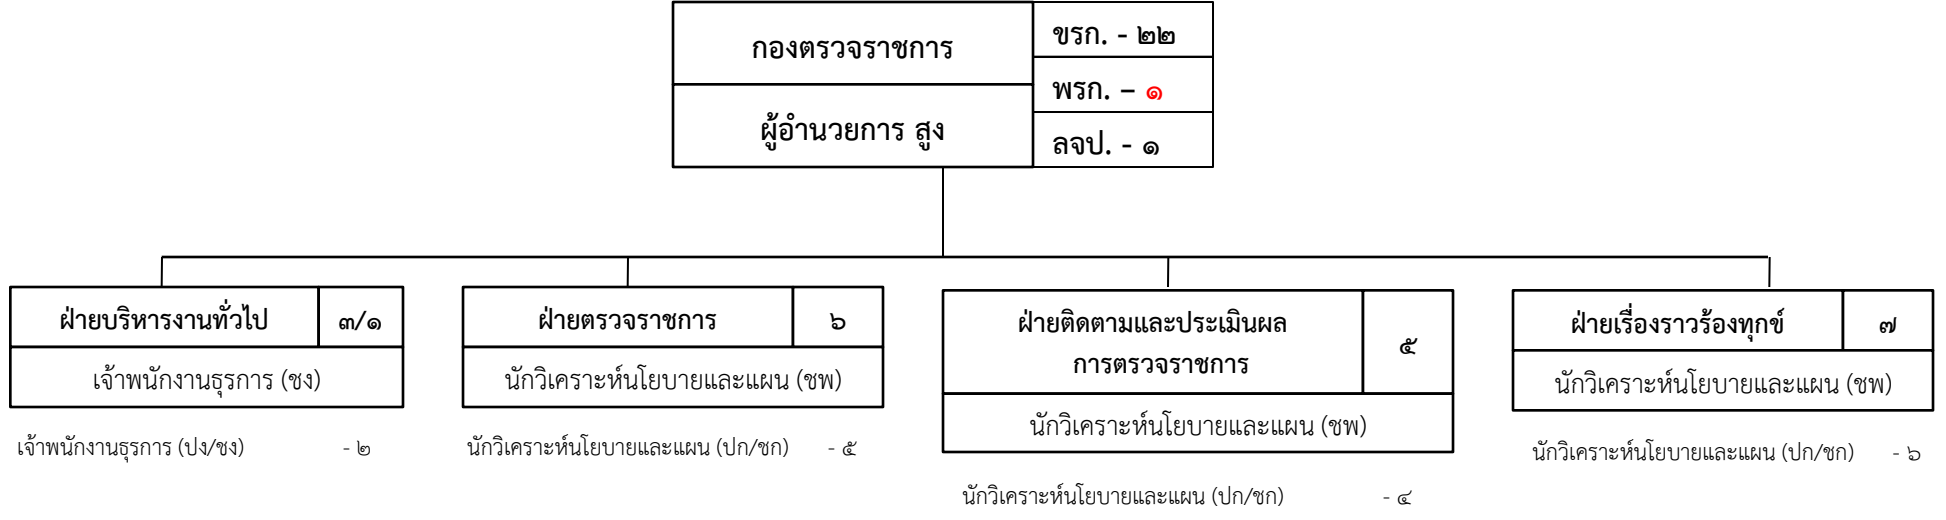 กองตรวจราชการ
ผู้อำนวยการ สูง
ขรก. - ๒๒
พรก. – ๑
ลจป. - ๑
ฝ่ายบริหารงานทั่วไป ๓/๑
เจ้าพนักงานธุรการ (ชง)
เจ้าพนักงานธุรการ (ปง/ชง) - ๒
ฝ่ายตรวจราชการ ๖
นักวิเคราะห์นโยบายและแผน (ชพ)
นักวิเคราะห์นโยบายและแผน (ปก/ชก) - ๕
ฝ่ายติดตามและประเมินผล
การตรวจราชการ
๕
นักวิเคราะห์นโยบายและแผน (ชพ)
นักวิเคราะห์นโยบายและแผน (ปก/ชก) - ๔
ฝ่ายเรื่องราวร้องทุกข์ ๗
นักวิเคราะห์นโยบายและแผน (ชพ)
นักวิเคราะห์นโยบายและแผน (ปก/ชก) - ๖